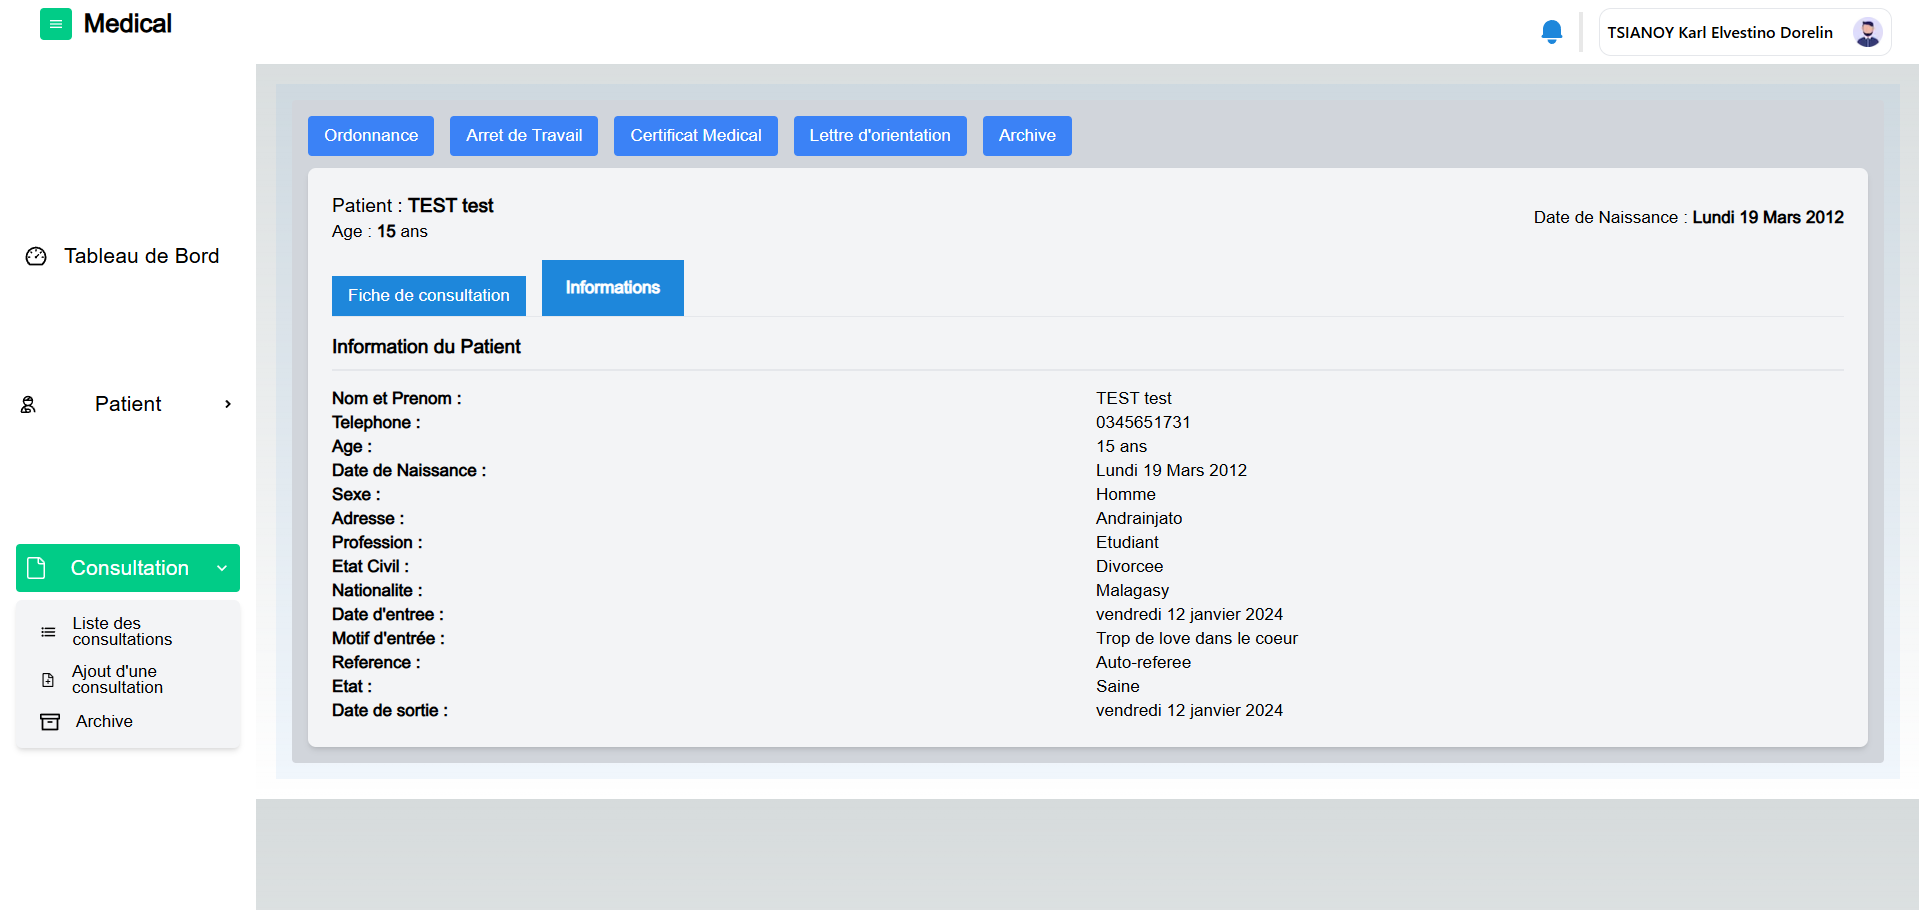 Medical
TSIANOY Karl Elvestino Dorelin
Tableau de Bord
Patient
Consultation
Liste des
consultations
Ajout d'une
consultation
Archive
Ordonnance
Arret de Travail
Certificat Medical
Lettre d'orientation
Archive
Patient : TEST test
Age : 15 ans
Date de Naissance : Lundi 19 Mars 2012
Fiche de consultation
Informations
Information du Patient
Nom et Prenom : TEST test
Telephone : 0345651731
Age : 15 ans
Date de Naissance : Lundi 19 Mars 2012
Sexe : Homme
Adresse : Andrainjato
Profession : Etudiant
Etat Civil : Divorcee
Nationalite : Malagasy
Date d'entree : vendredi 12 janvier 2024
Motif d'entrée : Trop de love dans le coeur
Reference : Auto-referee
Etat : Saine
Date de sortie : vendredi 12 janvier 2024